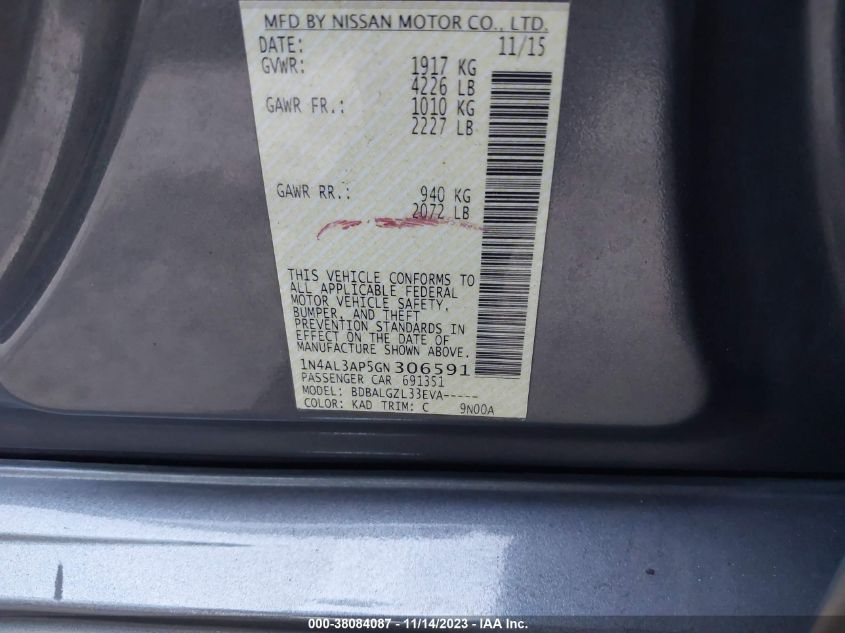 MFD BY NISSAN MOTOR CO., LTD.
DATE: 11/15
GVWR: 1917 KG
4226 LB
GAWR FR.: 1010 KG
2227 LB
GAWR RR.: 940 KG
2072 LB
THIS VEHICLE CONFORMS TO
ALL APPLICABLE FEDERAL
MOTOR VEHICLE SAFETY,
BUMPER, AND THEFT
PREVENTION STANDARDS IN
EFFECT ON THE DATE OF
MANUFACTURE SHOWN ABOVE.
1N4AL3AP5GN306591
PASSENGER CAR 691351
MODEL: BDBALGZL33EVA-----
COLOR: KAD TRIM: C 9N00A
000-38084087 - 11/14/2023 - IAA Inc.